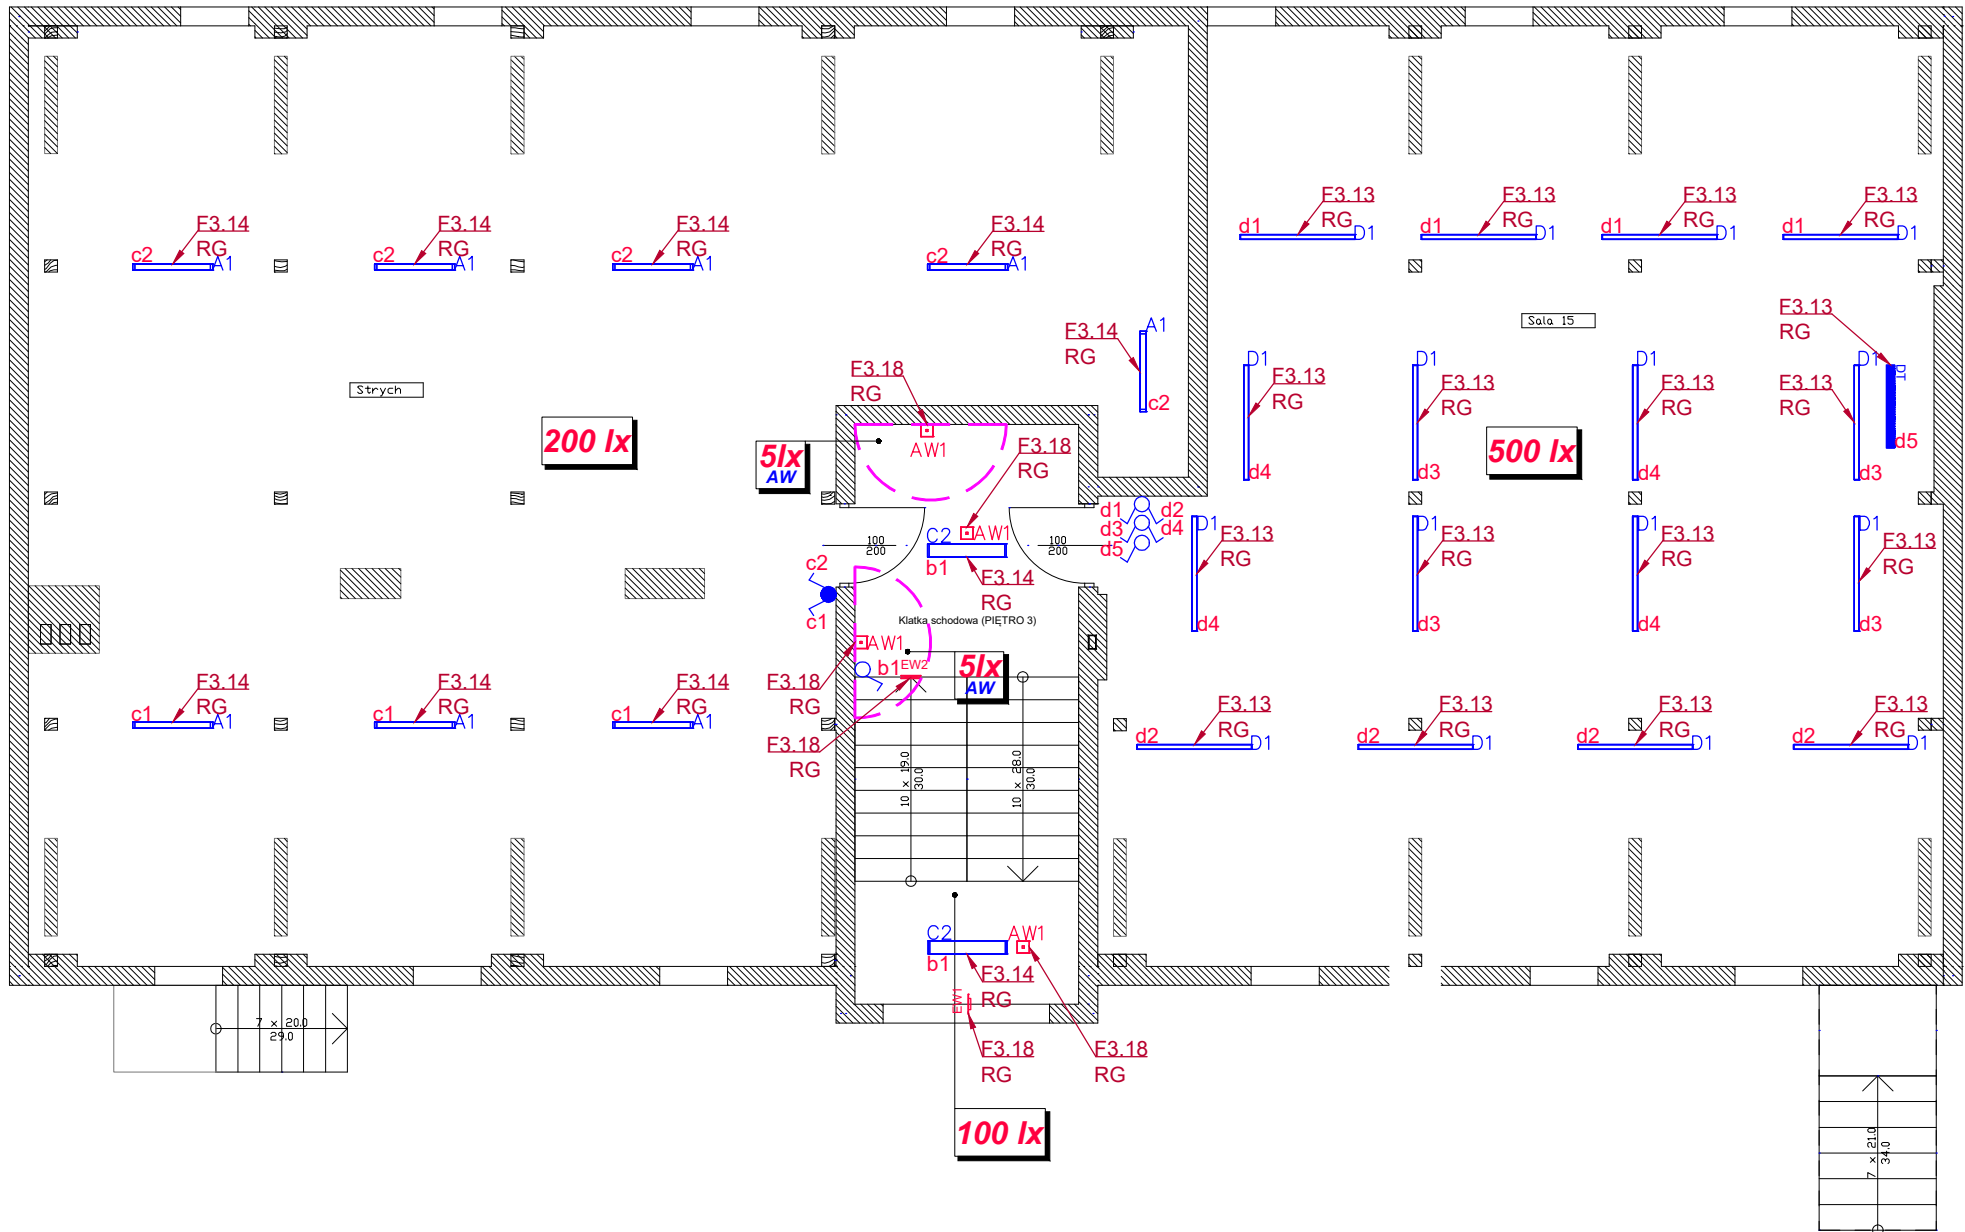 F3.13
F3.13
F3.13
F3.13
RG
RG
RG
RG
d1
D1
d1
D1
d1
D1
d1
D1
F3.14
F3.14
F3.14
F3.14
RG
RG
RG
RG
c2
A1
c2
A1
c2
A1
c2
A1
Sala 15
F3.13
RG
F3.14
RG
A1
c2
F3.18
RG
Strych
D1
F3.13
RG
d4
D1
F3.13
RG
d3
D1
F3.13
RG
d4
F3.13
RG
D1
d3
d5
200 lx
5lx
AW
AW1
F3.18
RG
500 lx
d1
d2
d3
d4
d5
C2
AW1
b1
100
200
100
200
F3.14
RG
c2
c1
D1
F3.13
RG
d4
D1
F3.13
RG
d3
D1
F3.13
RG
d4
D1
F3.13
RG
d3
Klatka schodowa (PIĘTRO 3)
AW1
b1
EW2
5lx
AW
F3.18
RG
F3.18
RG
F3.14
F3.14
F3.14
RG
RG
RG
c1
A1
c1
A1
c1
A1
F3.13
F3.13
F3.13
F3.13
RG
RG
RG
RG
d2
D1
d2
D1
d2
D1
d2
D1
10 x 19.0
30.0
10 x 28.0
30.0
C2
AW1
b1
F3.14
RG
EW1
F3.18
RG
F3.18
RG
7 x 20.0
29.0
100 lx
7 x 21.0
34.0